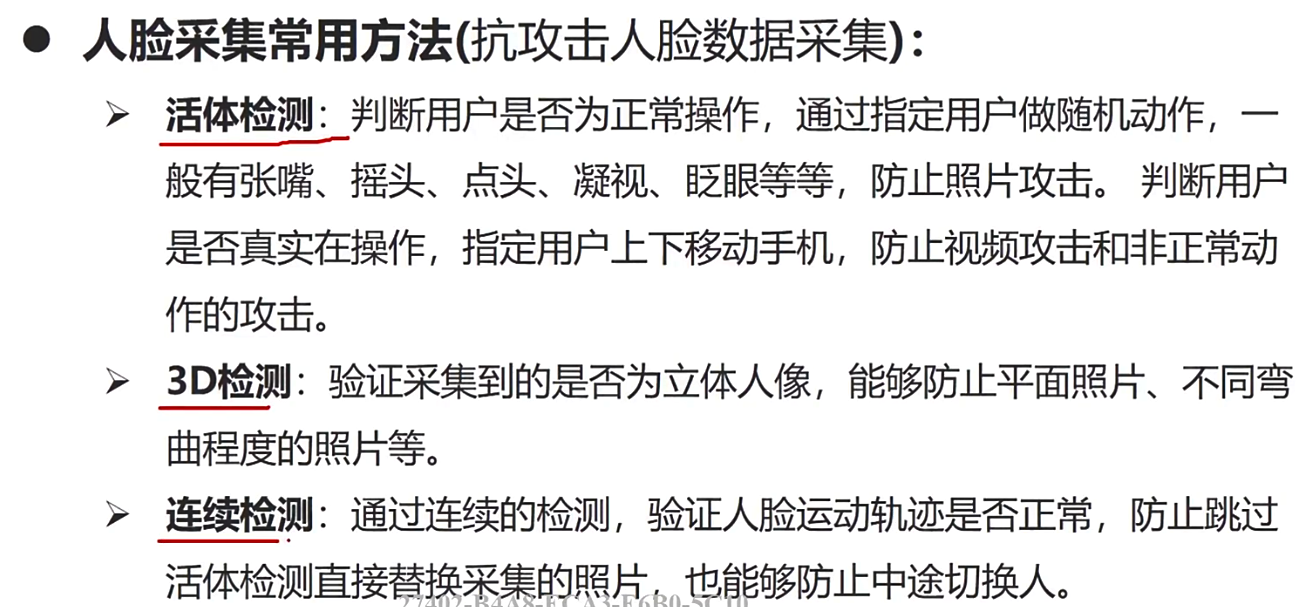 ● 人脸采集常用方法(抗攻击人脸数据采集)：
➢ 活体检测：判断用户是否为正常操作，通过指定用户做随机动作，一
般有张嘴、摇头、点头、凝视、眨眼等等，防止照片攻击。 判断用户
是否真实在操作，指定用户上下移动手机，防止视频攻击和非正常动
作的攻击。
➢ 3D检测：验证采集到的是否为立体人像，能够防止平面照片、不同弯
曲程度的照片等。
➢ 连续检测：通过连续的检测，验证人脸运动轨迹是否正常，防止跳过
活体检测直接替换采集的照片，也能够防止中途切换人。